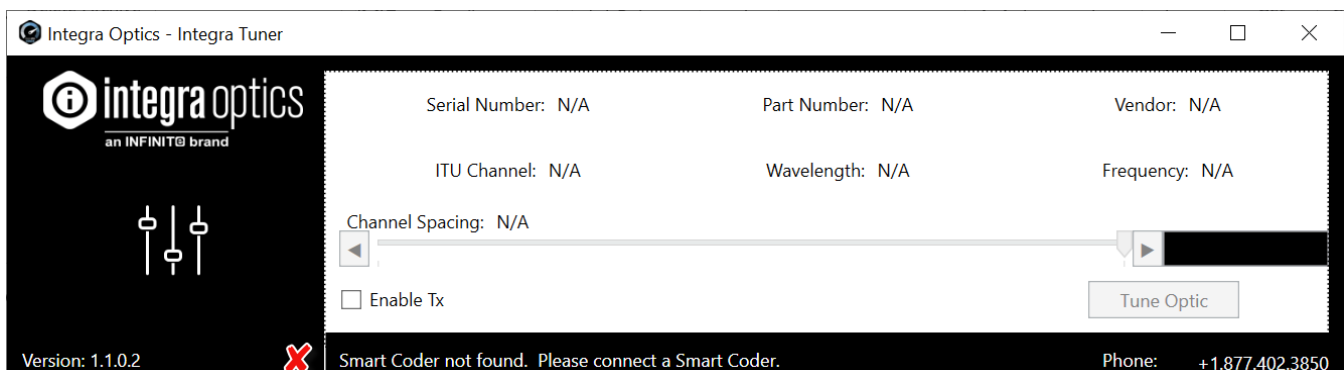 Integra Optics - Integra Tuner
integra optics
an INFINIT@ brand
Serial Number: N/A Part Number: N/A Vendor: N/A
ITU Channel: N/A Wavelength: N/A Frequency: N/A
Channel Spacing: N/A
Enable Tx Tune Optic
Version: 1.1.0.2 Smart Coder not found. Please connect a Smart Coder. Phone: +1.877.402.3850